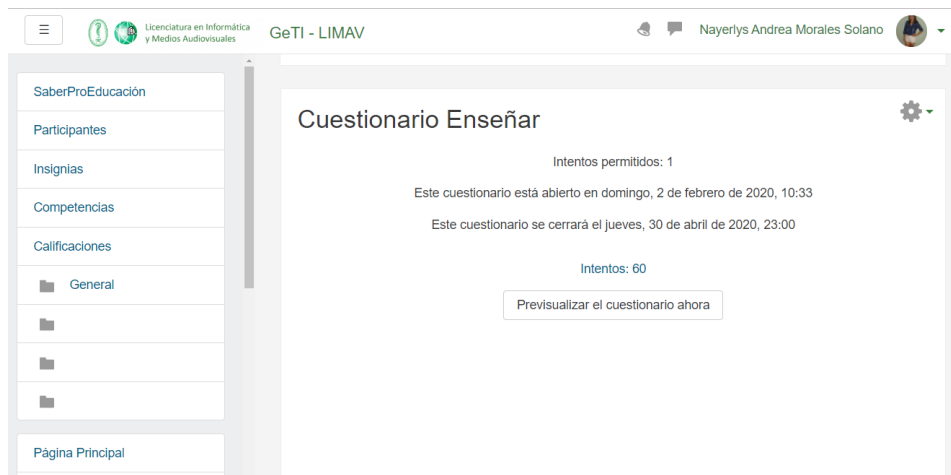 Licenciatura en Informática
y Medios Audiovisuales
GeTI - LIMAV
Nayerlys Andrea Morales Solano
SaberProEducación
Participantes
Insignias
Competencias
Calificaciones
General
Página Principal
Cuestionario Enseñar
Intentos permitidos: 1
Este cuestionario está abierto en domingo, 2 de febrero de 2020, 10:33
Este cuestionario se cerrará el jueves, 30 de abril de 2020, 23:00
Intentos: 60
Previsualizar el cuestionario ahora